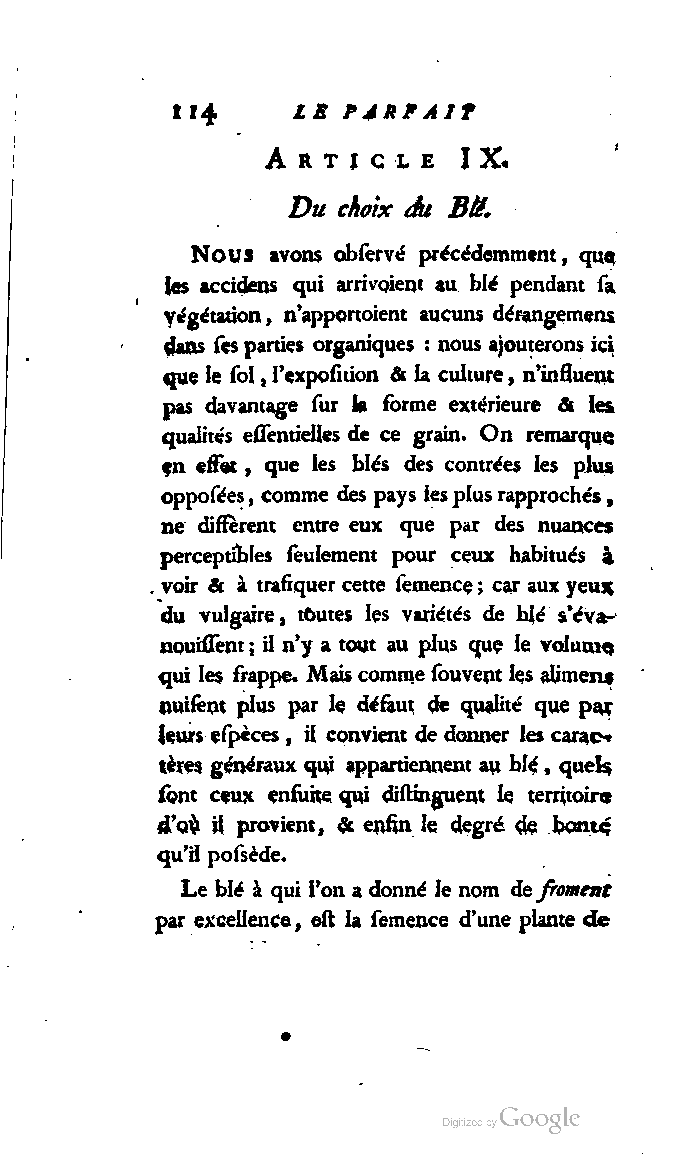 114 LE PARFAIT
ARTICLE IX.
Du choix du Blé.
NOUS avons obſervé précédemment, que
les accidens qui arrivoient au blé pendant ſa
végétation, n'apportoient aucuns dérangemens
dans ſes parties organiques : nous ajouterons ici
que le ſol, l'expoſition & la culture, n'influent
pas davantage ſur la forme extérieure & les
qualités eſſentielles de ce grain. On remarque
en effet, que les blés des contrées les plus
oppoſées, comme des pays les plus rapprochés,
ne diffèrent entre eux que par des nuances
perceptibles ſeulement pour ceux habitués à
voir & à trafiquer cette ſemence; car aux yeux
du vulgaire, toutes les variétés de blé s'éva-
nouiſſent; il n'y a tout au plus que le volume
qui les frappe. Mais comme ſouvent les alimens
nuiſent plus par le défaut de qualité que par
leurs eſpèces, il convient de donner les carac-
tères généraux qui appartiennent au blé, quels
ſont ceux enſuite qui diſtinguent le territoire
d'où il provient, & enfin le degré de bonté
qu'il poſsède.
Le blé à qui l'on a donné le nom de froment
par excellence, eſt la ſemence d'une plante de
Digitized by Google